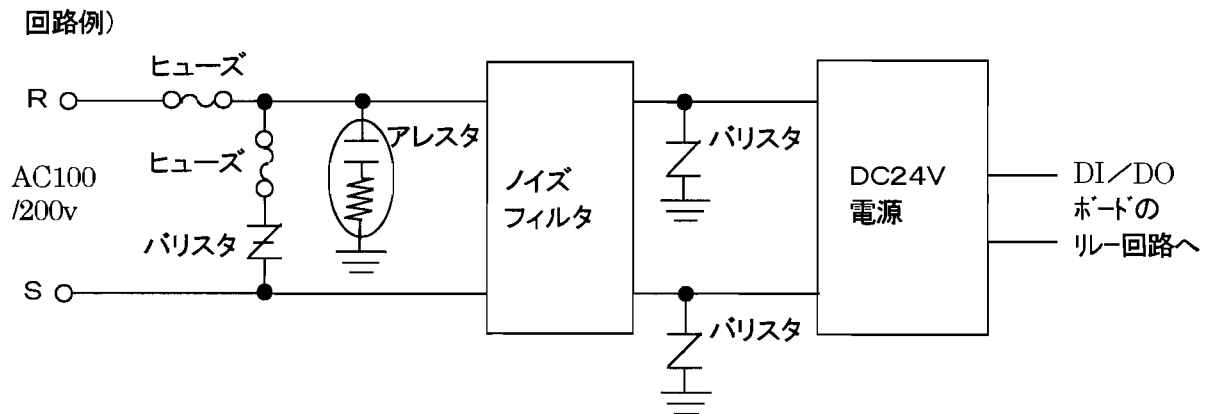 回路例）
ヒューズ
R
ヒューズ
アレスタ
バリスタ
AC100
/200v
バリスタ
S
ノイズ
フィルタ
バリスタ
DC24V
電源
DI／DO
ﾎﾞｰﾄﾞの
ﾘﾚｰ回路へ